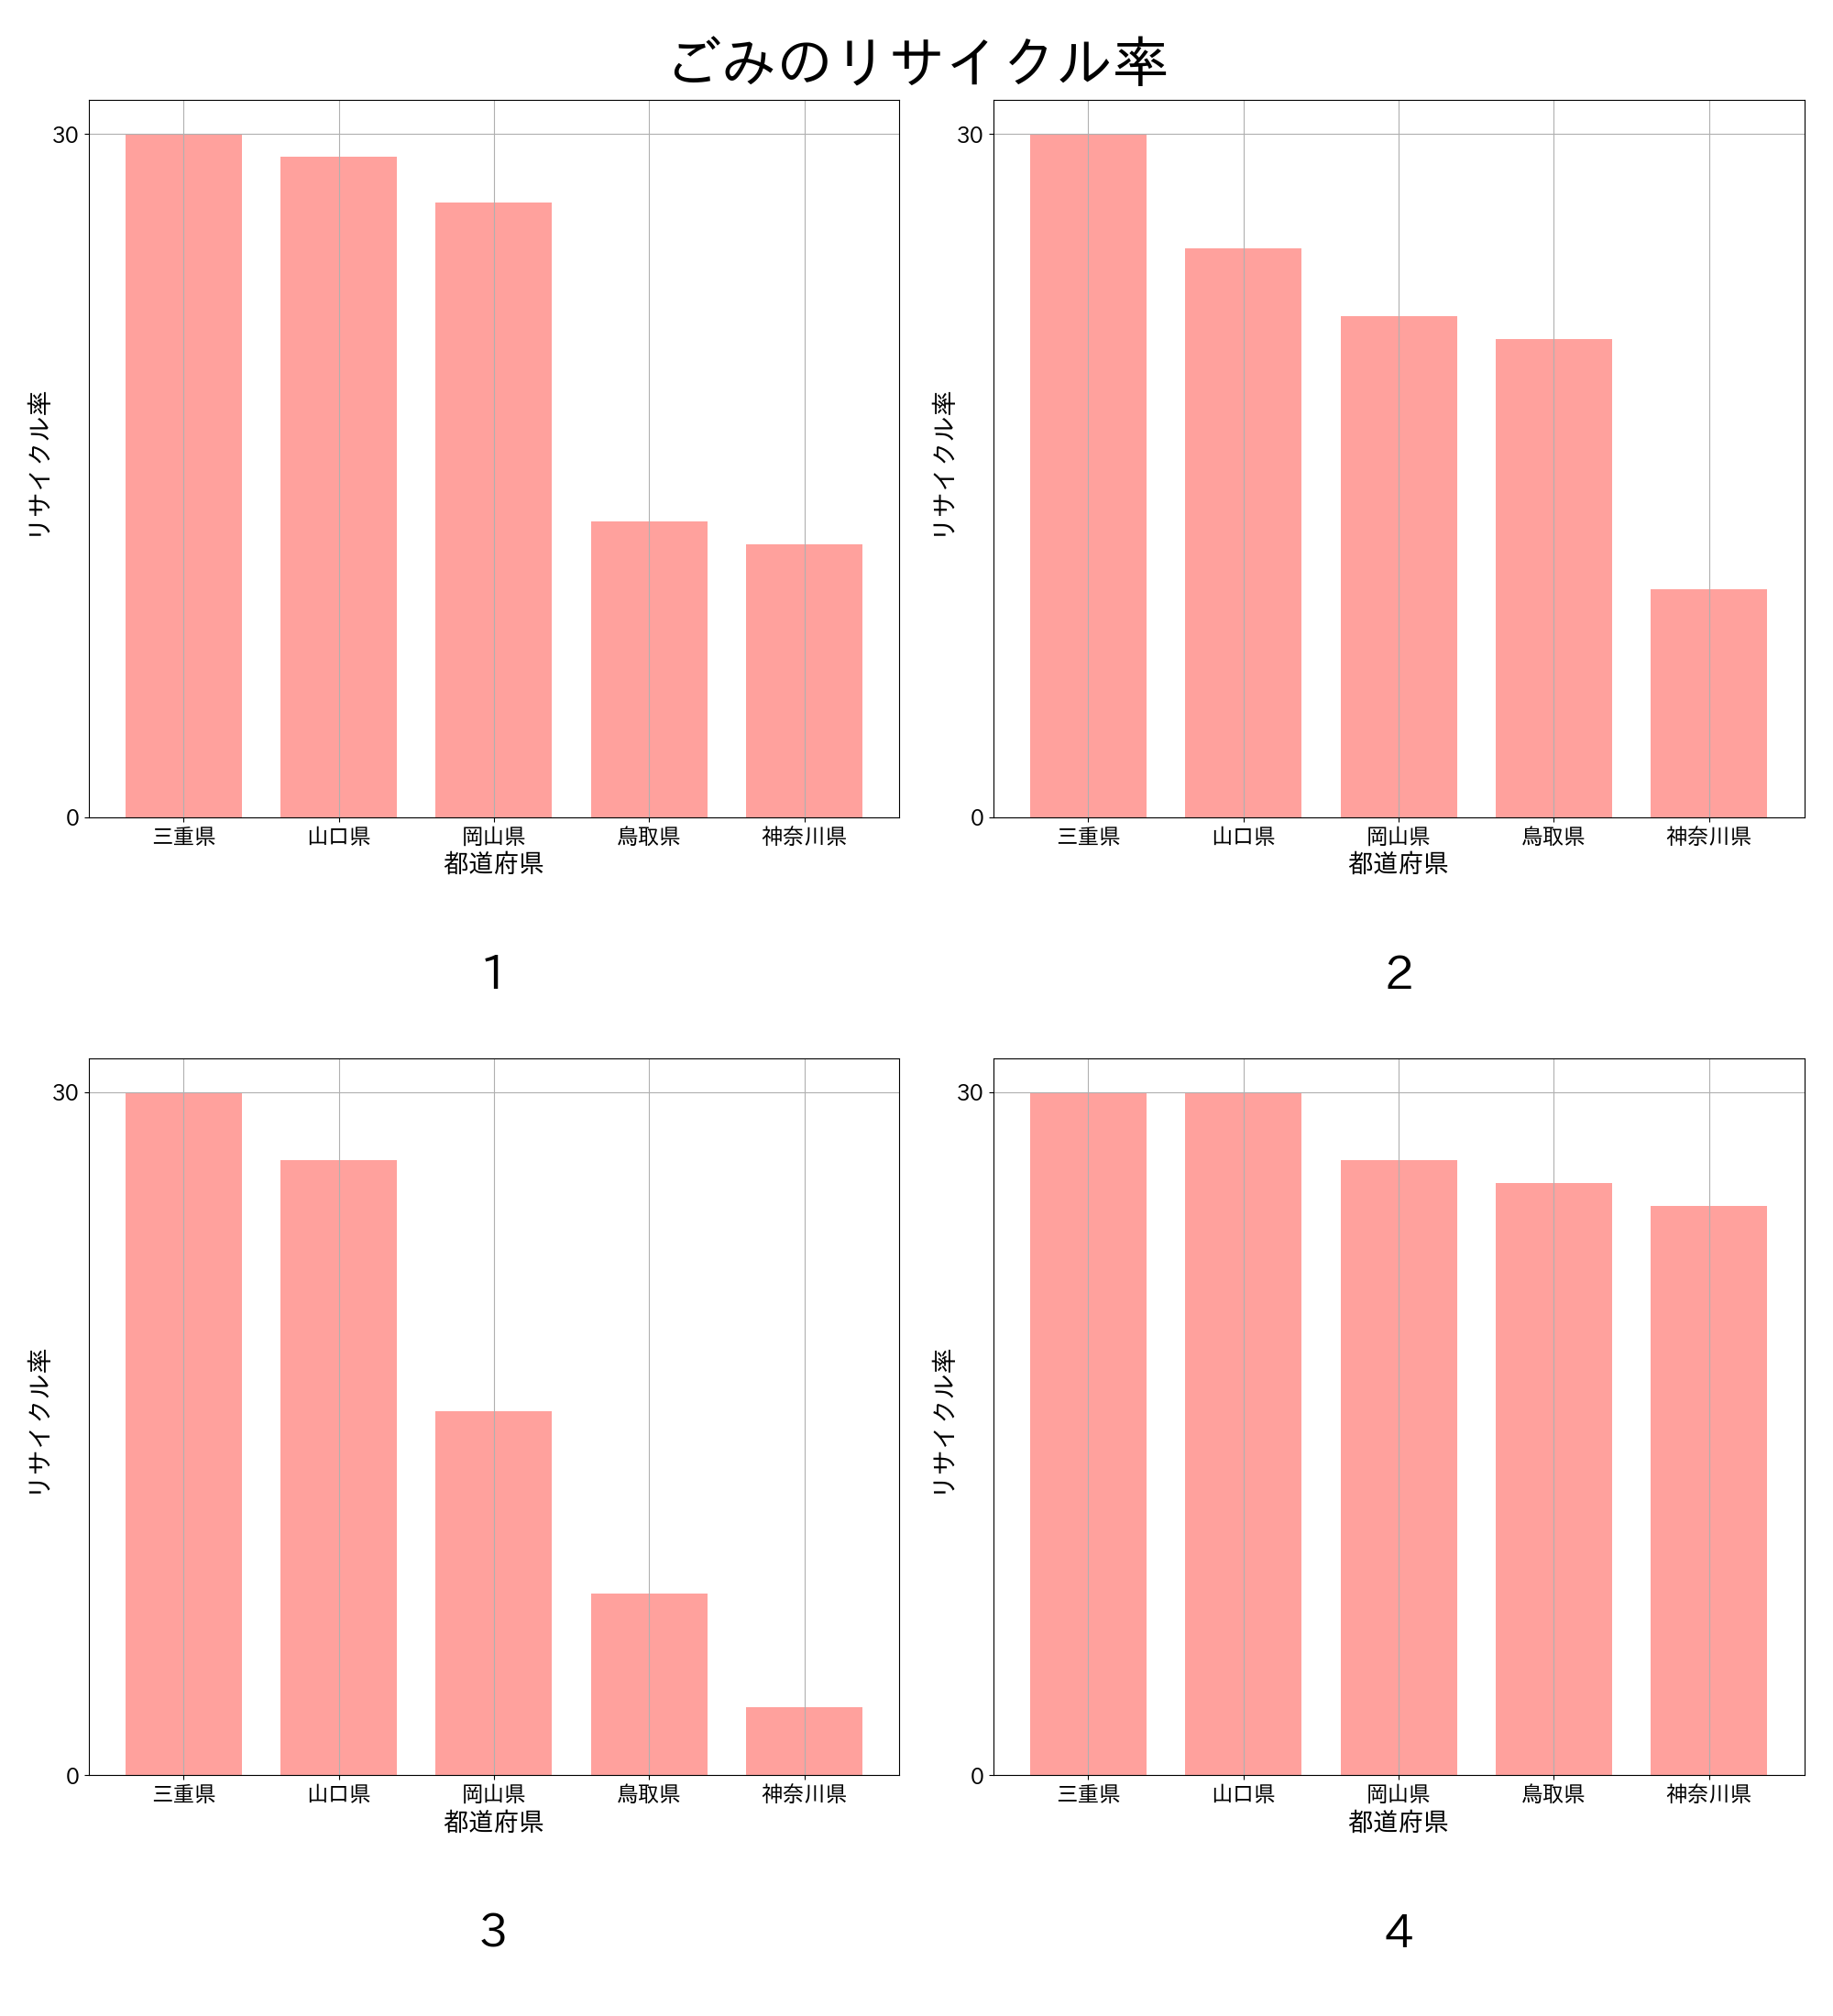 ごみのリサイクル率
30
0
リサイクル率
三重県 山口県 岡山県 鳥取県 神奈川県
都道府県
1
30
0
リサイクル率
三重県 山口県 岡山県 鳥取県 神奈川県
都道府県
2
30
0
リサイクル率
三重県 山口県 岡山県 鳥取県 神奈川県
都道府県
3
30
0
リサイクル率
三重県 山口県 岡山県 鳥取県 神奈川県
都道府県
4